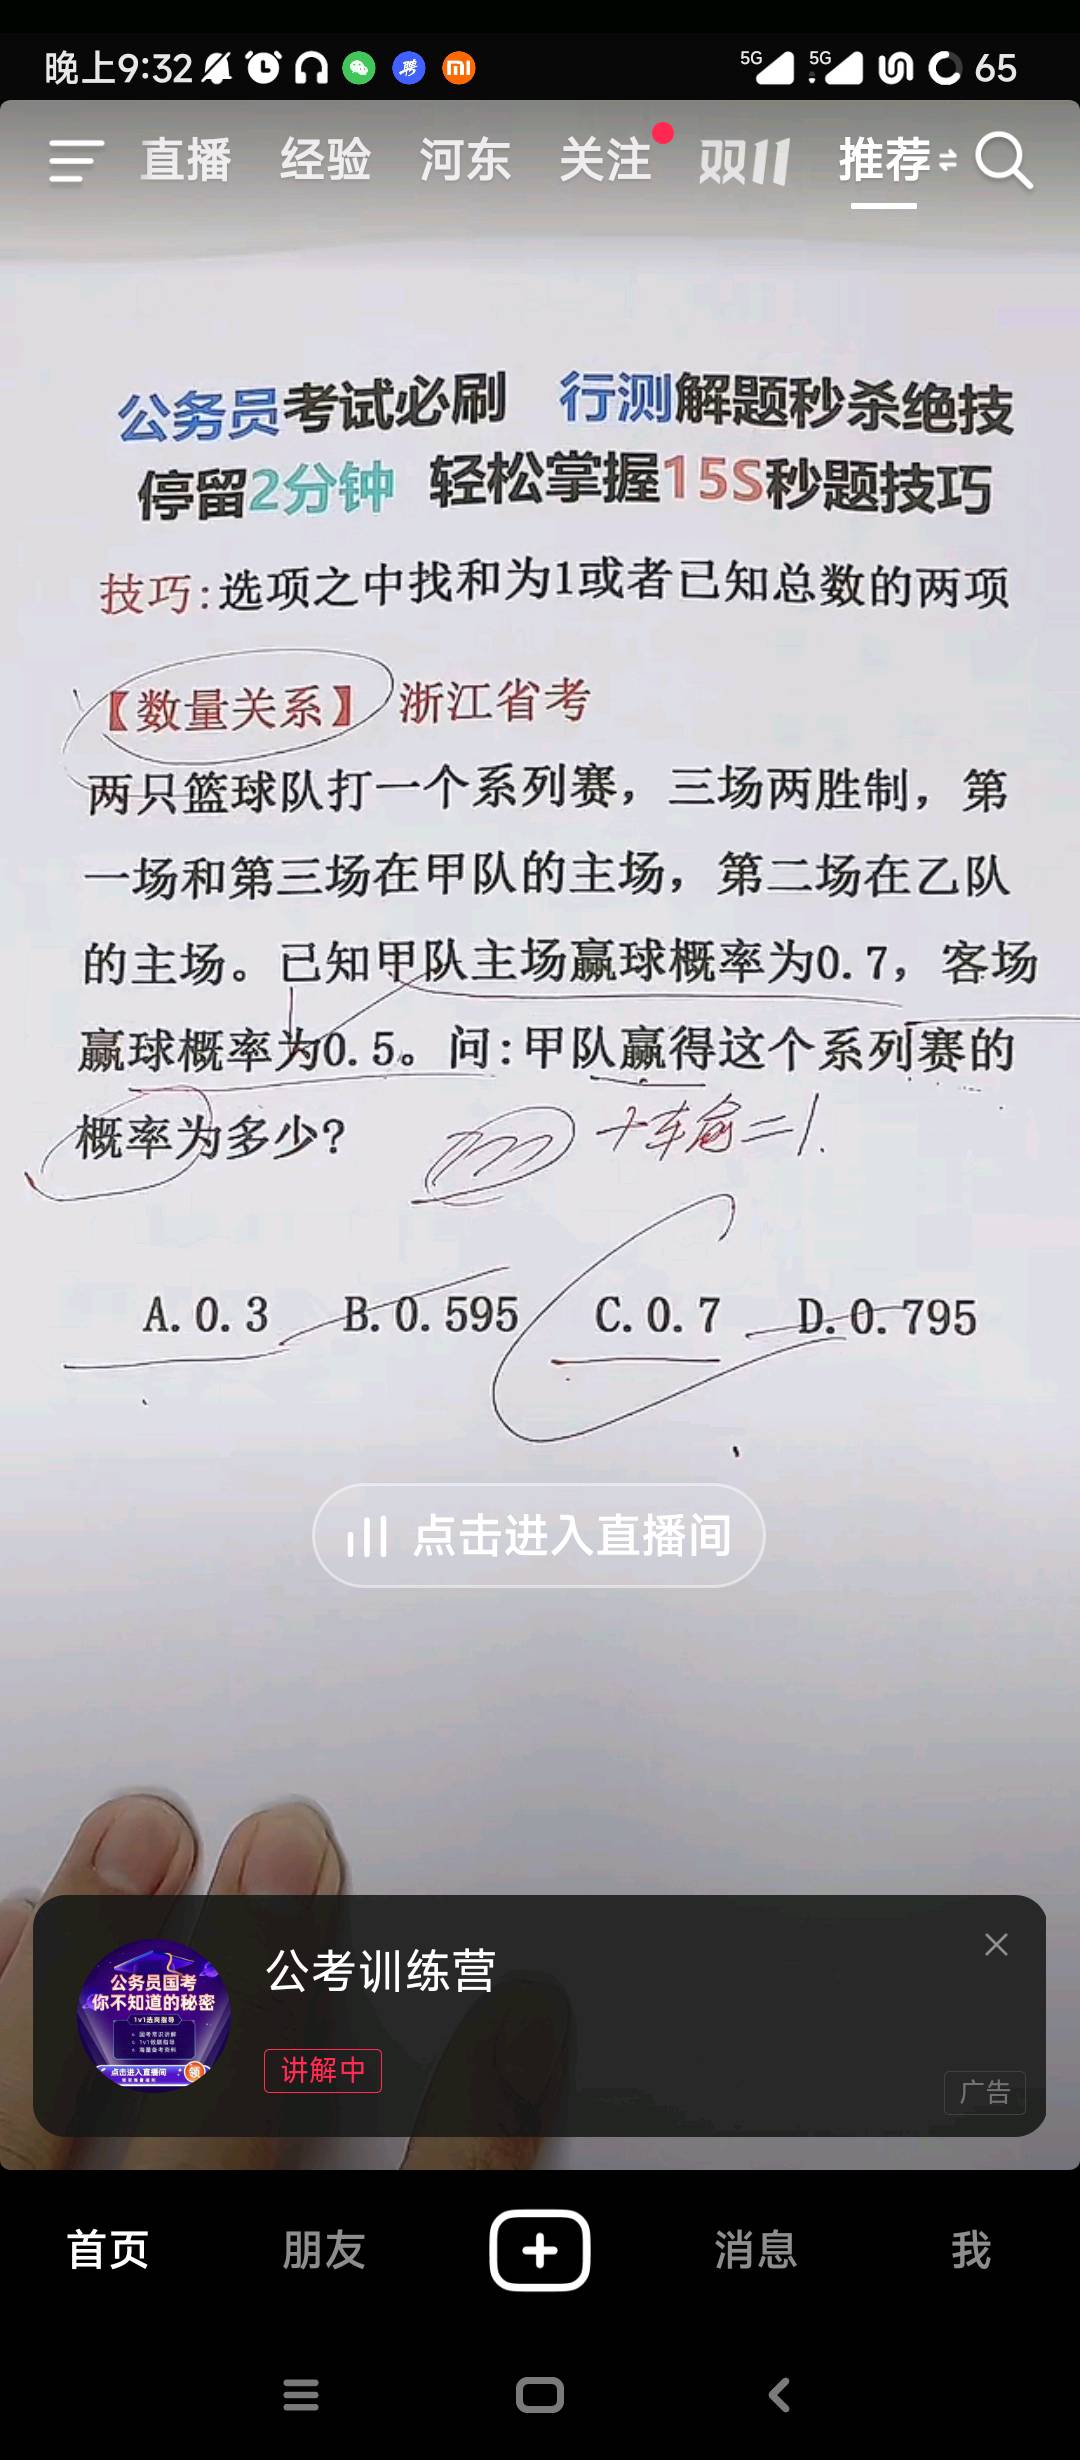 晚上9:32
5G
5G
65
直播 经验 河东 关注 双11 推荐
公务员考试必刷 行测解题秒杀绝技
停留2分钟 轻松掌握15S秒题技巧
技巧:选项之中找和为1或者已知总数的两项
【数量关系】浙江省考
两只篮球队打一个系列赛，三场两胜制，第
一场和第三场在甲队的主场，第二场在乙队
的主场。已知甲队主场赢球概率为0.7，客场
赢球概率为0.5。问:甲队赢得这个系列赛的
概率为多少?
A.0.3 B.0.595 C.0.7 D.0.795
点击进入直播间
公务员国考
你不知道的秘密
1v1选岗指导
点击进入直播间
领
公考训练营
讲解中
广告
首页 朋友 消息 我